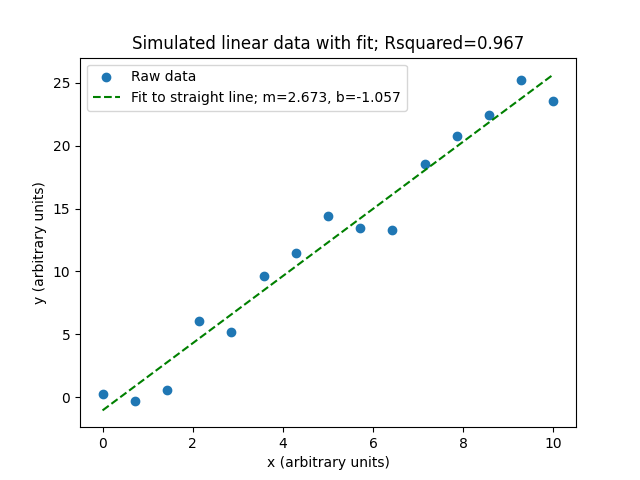 Simulated linear data with fit; Rsquared=0.967
Raw data
Fit to straight line; m=2.673, b=-1.057
25
20
15
10
5
0
y (arbitrary units)
0 2 4 6 8 10
x (arbitrary units)